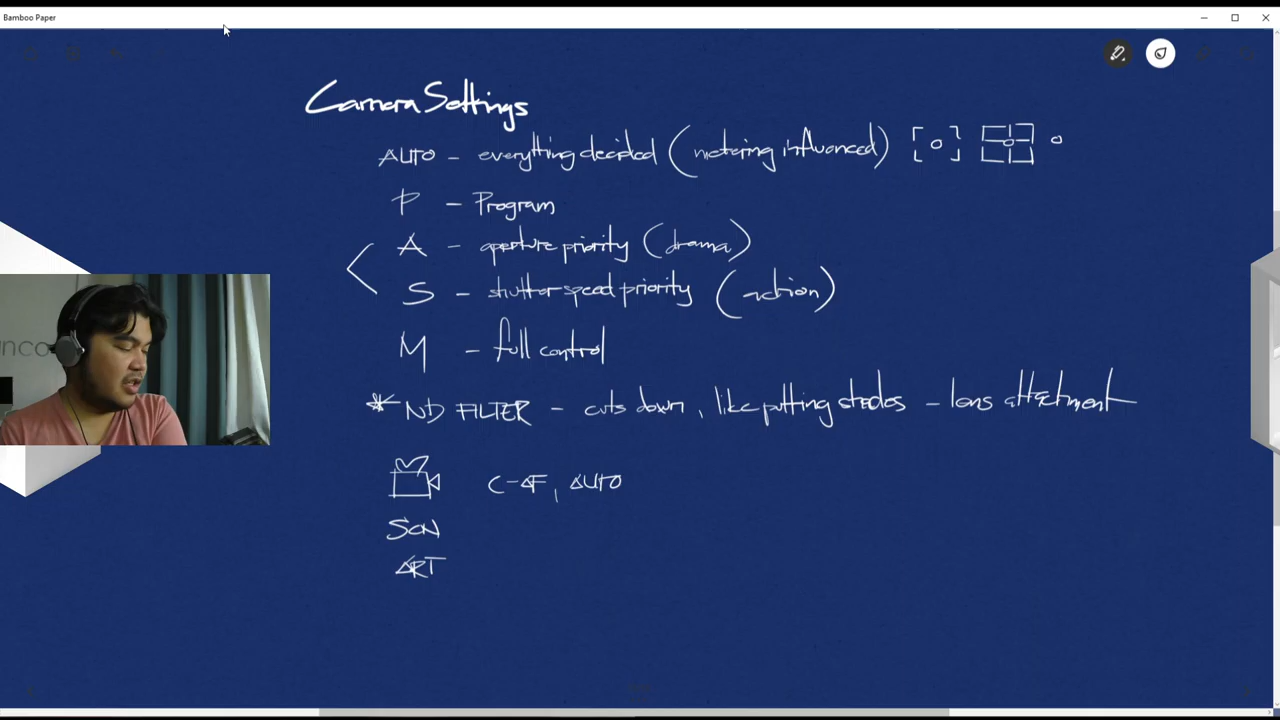 Bamboo Paper
Camera Settings
AUTO - everything decided (metering influenced)
P - Program
A - aperture priority (drama)
S - shutter speed priority (action)
M - full control
* ND FILTER - cuts down, like putting shades - lens attachment
C-AF, AUTO
SCN
ART